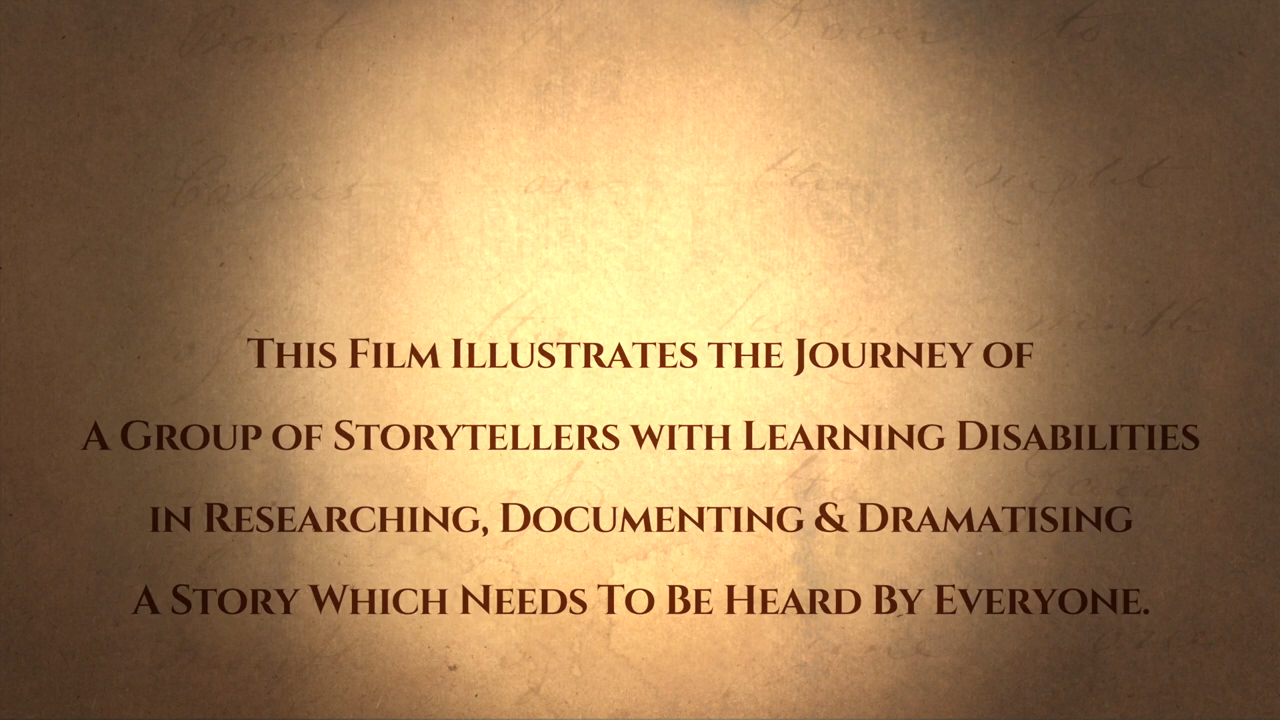 This Film Illustrates the Journey of
A Group of Storytellers with Learning Disabilities
in Researching, Documenting & Dramatising
A Story Which Needs To Be Heard By Everyone.